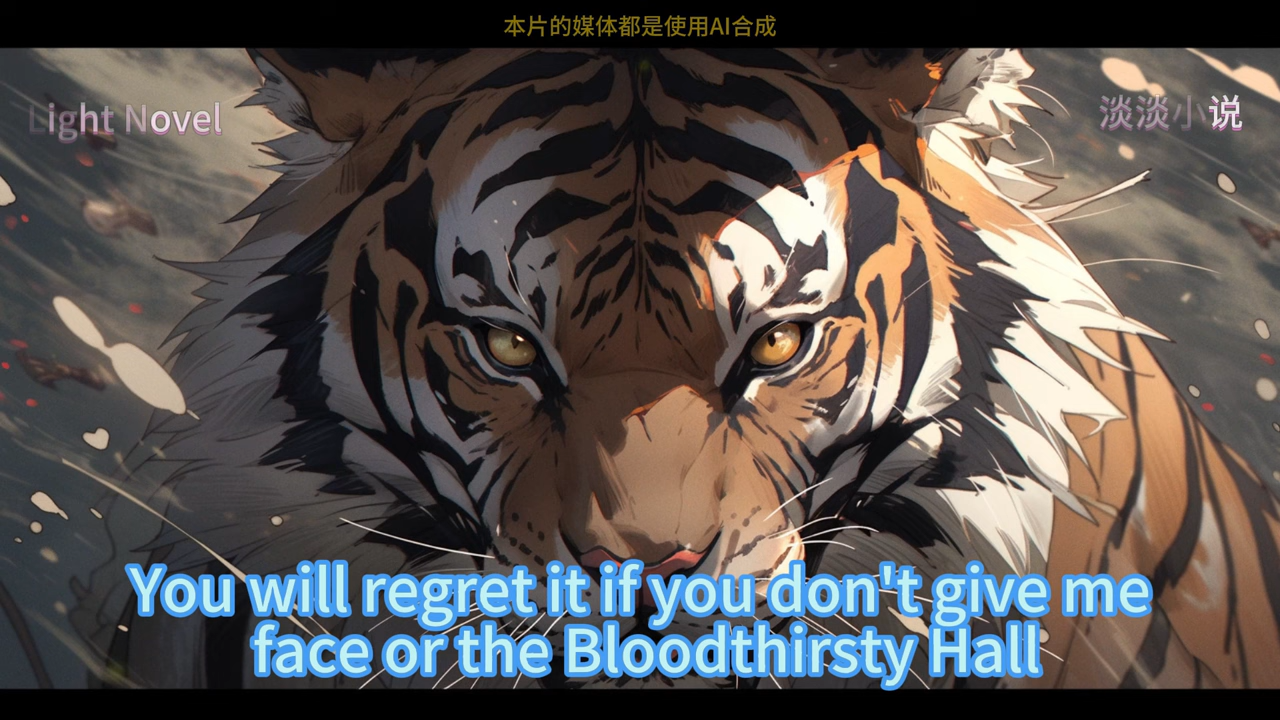 本片的媒体都是使用AI合成
Light Novel
淡淡小说
You will regret it if you don't give me
face or the Bloodthirsty Hall